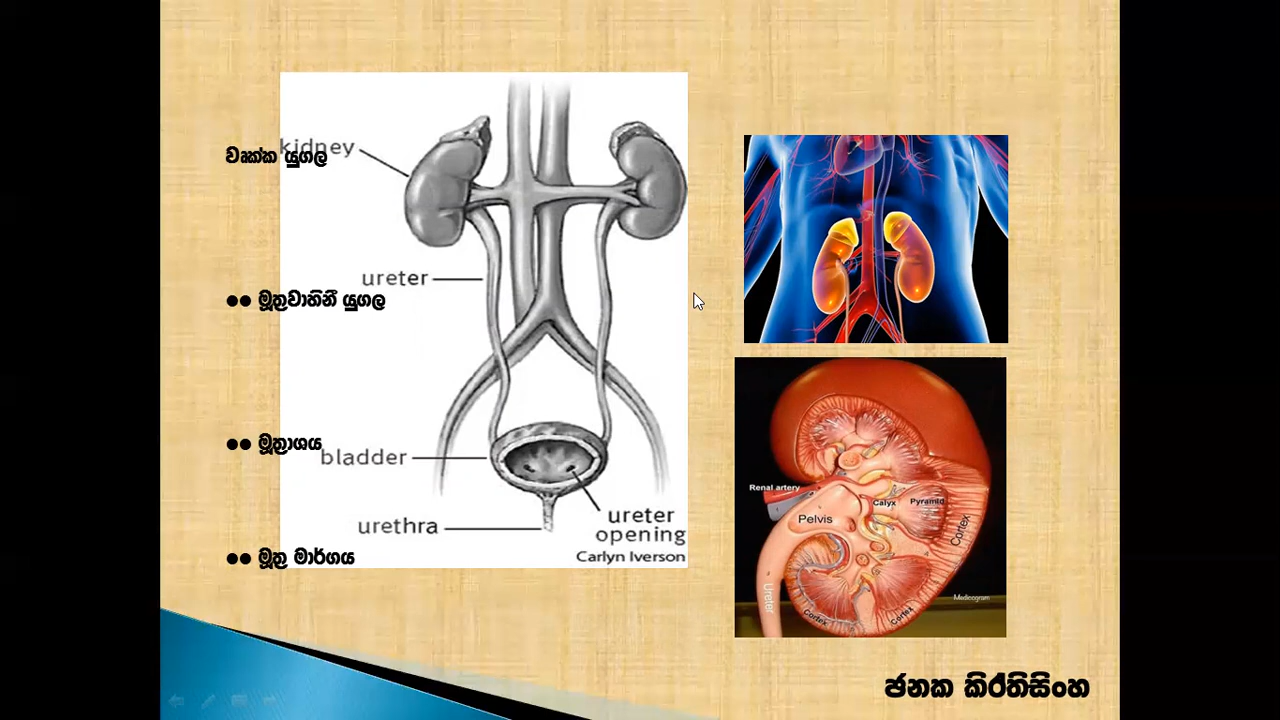 වෘක්ක යුගල
kidney
ureter
●● මූත්‍රවාහිනී යුගල
●● මූත්‍රාශය
bladder
urethra
ureter
opening
Carlyn Iverson
●● මූත්‍ර මාර්ගය
Renal artery
Calyx
Pyramid
Pelvis
Cortex
Ureter
Medicogram
Cortex
Cortex
ජනක කිර්තිසිංහ